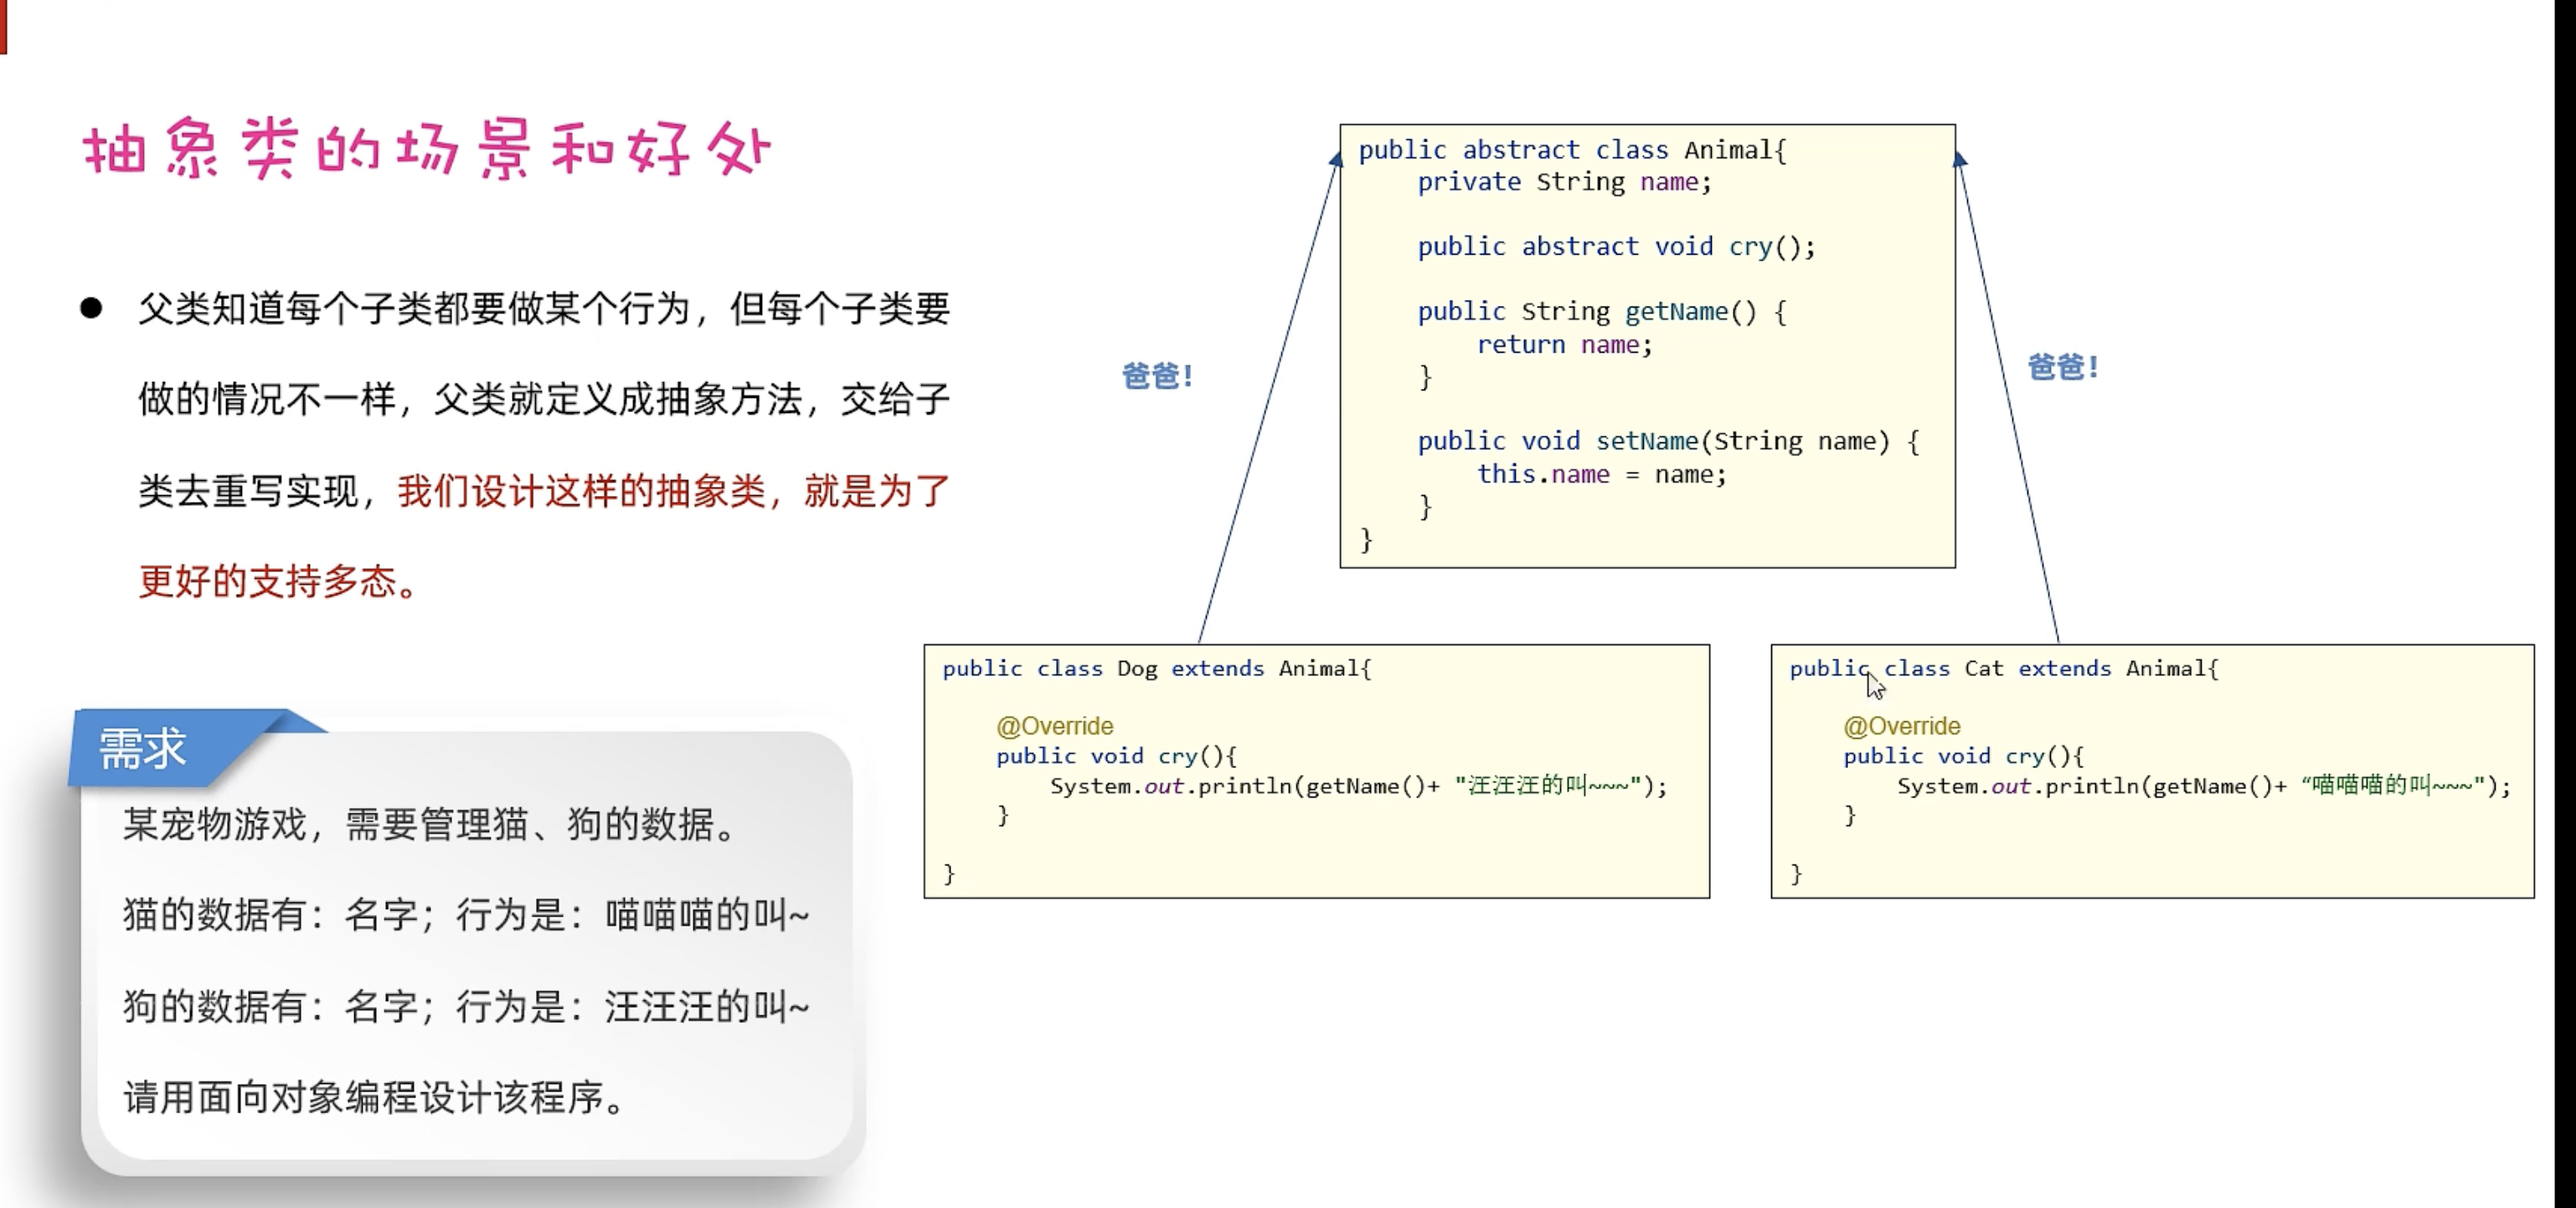 抽象类的场景和好处
● 父类知道每个子类都要做某个行为，但每个子类要
做的情况不一样，父类就定义成抽象方法，交给子
类去重写实现，我们设计这样的抽象类，就是为了
更好的支持多态。
需求
某宠物游戏，需要管理猫、狗的数据。
猫的数据有：名字；行为是：喵喵喵的叫~
狗的数据有：名字；行为是：汪汪汪的叫~
请用面向对象编程设计该程序。
public abstract class Animal{
private String name;
public abstract void cry();
public String getName() {
return name;
}
public void setName(String name) {
this.name = name;
}
}
爸爸！
爸爸！
public class Dog extends Animal{
@Override
public void cry(){
System.out.println(getName()+ "汪汪汪的叫~~~");
}
}
public class Cat extends Animal{
@Override
public void cry(){
System.out.println(getName()+ “喵喵喵的叫~~~");
}
}